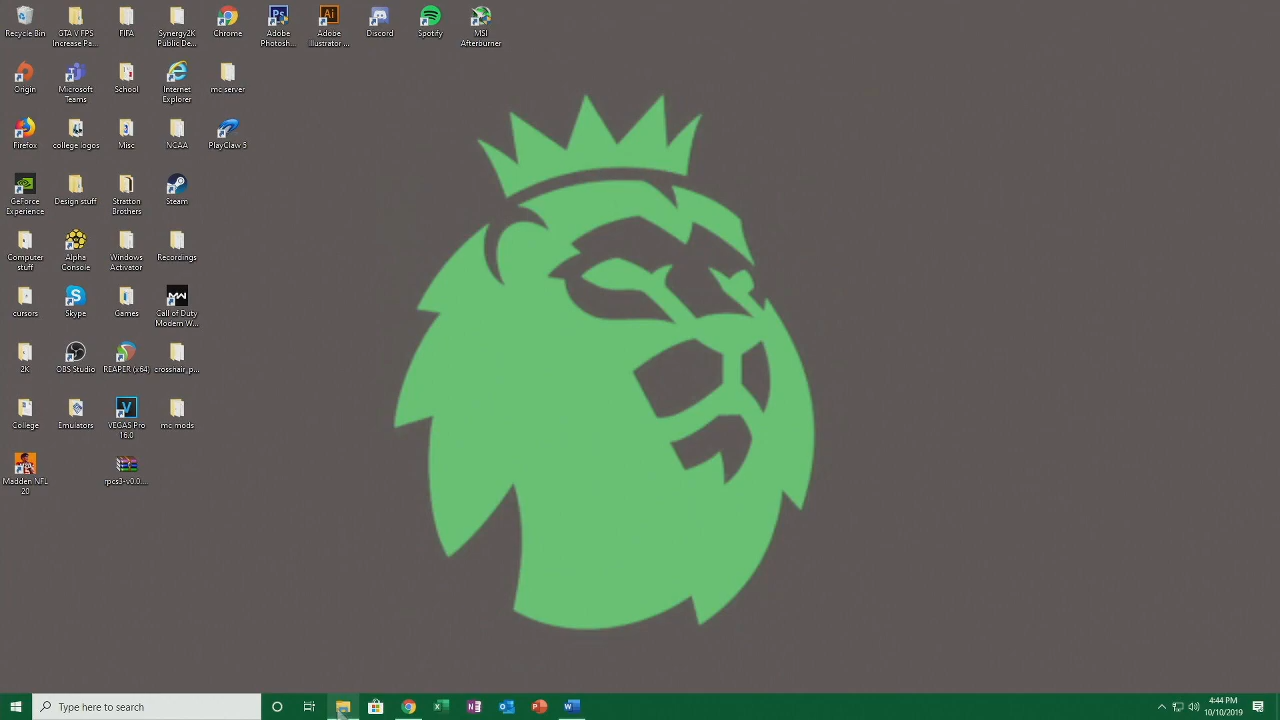 Recycle Bin
GTA V FPS
Increase Pa...
FIFA
Synergy2K
Public De...
Chrome
Adobe
Photosh...
Adobe
Illustrator ...
Discord
Spotify
MSI
Afterburner
Origin
Microsoft
Teams
School
Internet
Explorer
mc server
Firefox
college logos
Misc
NCAA
PlayClaw 5
GeForce
Experience
Design stuff
Stratton
Brothers
Steam
Computer
stuff
Alpha
Console
Windows
Activator
Recordings
cursors
Skype
Games
Call of Duty
Modern W...
2K
OBS Studio
REAPER (x64)
crosshair_p...
College
Emulators
VEGAS Pro
16.0
mc mods
Madden NFL
20
rpcs3-v0.0....
Type here to search
4:44 PM
10/10/2019